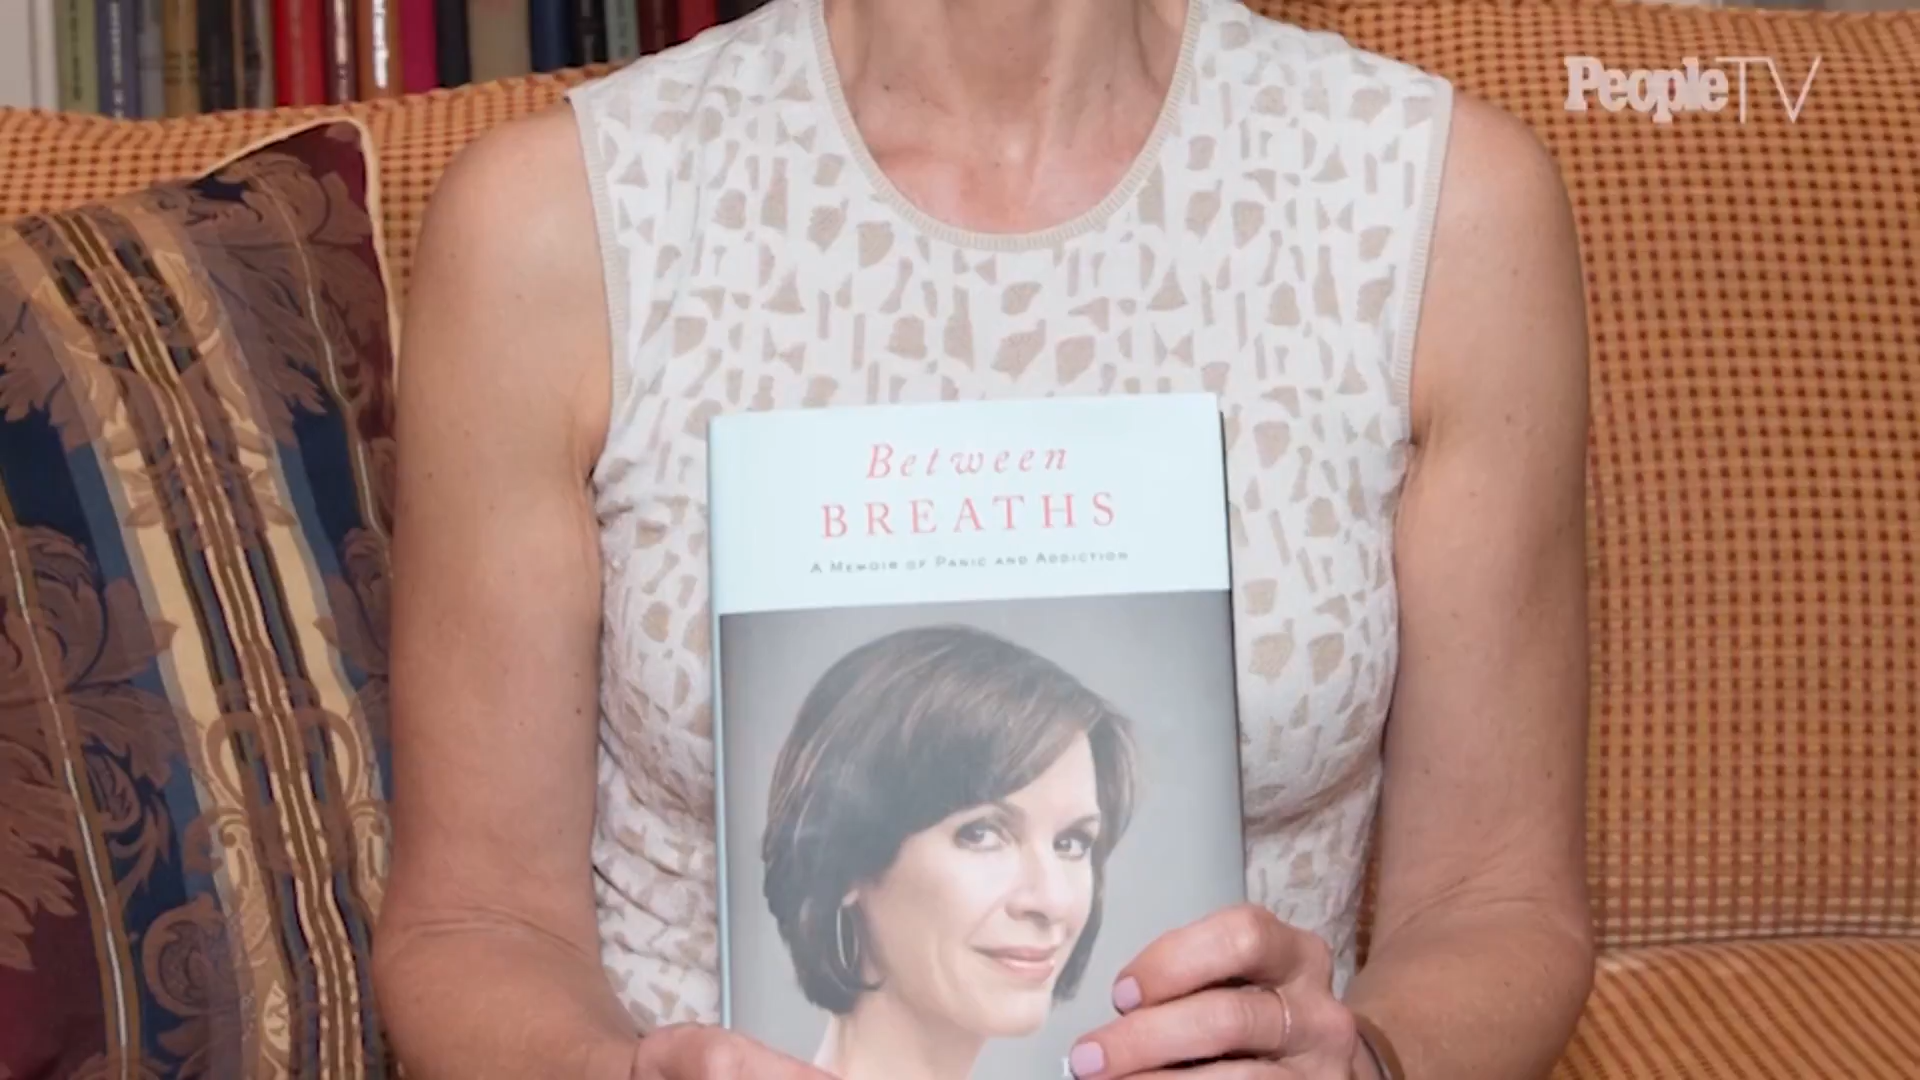 PeopleTV
Between
BREATHS
A MEMOIR OF PANIC AND ADDICTION